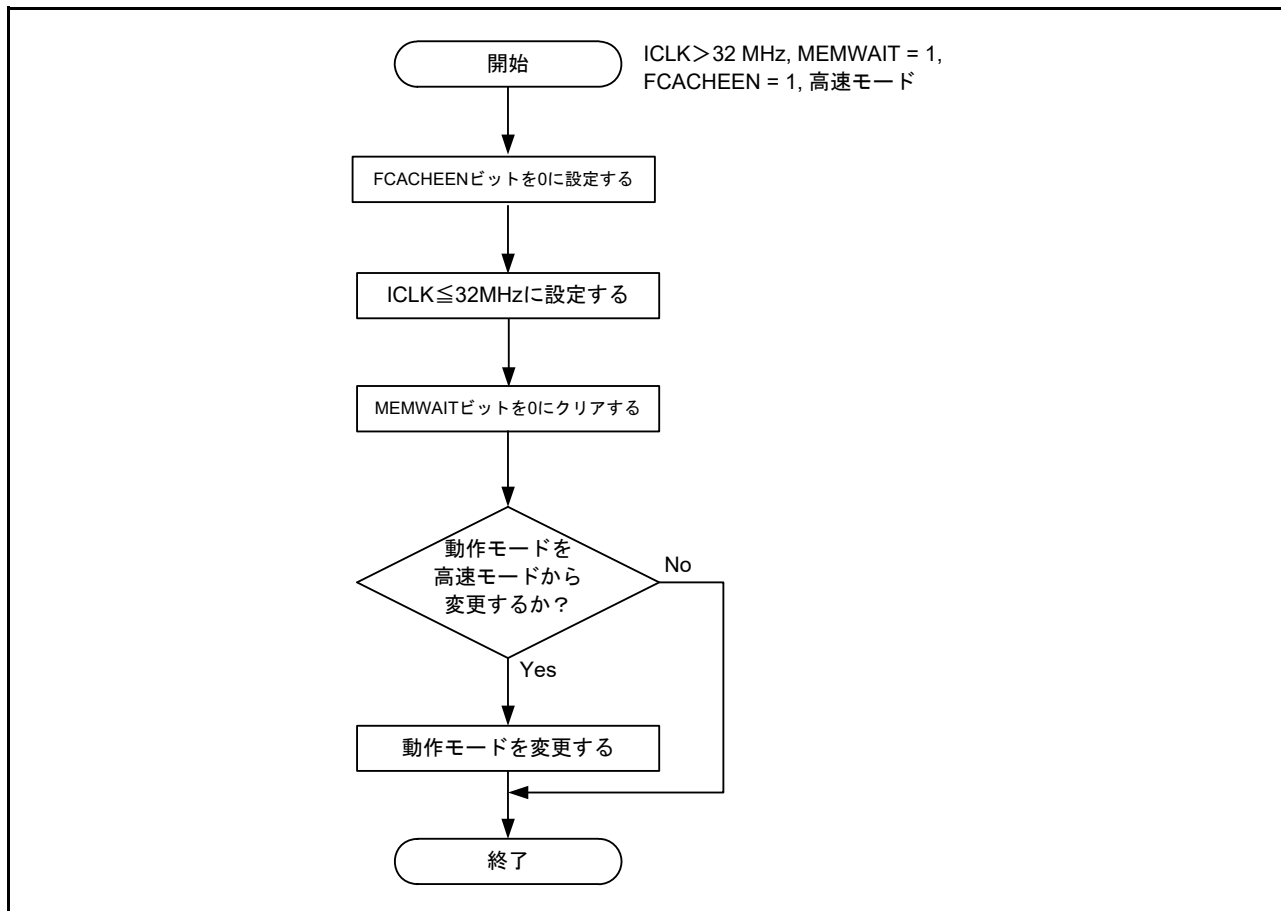 開始
ICLK＞32 MHz, MEMWAIT = 1,
FCACHEEN = 1, 高速モード
FCACHEENビットを0に設定する
ICLK≦32MHzに設定する
MEMWAITビットを0にクリアする
動作モードを
高速モードから
変更するか？
No
Yes
動作モードを変更する
終了